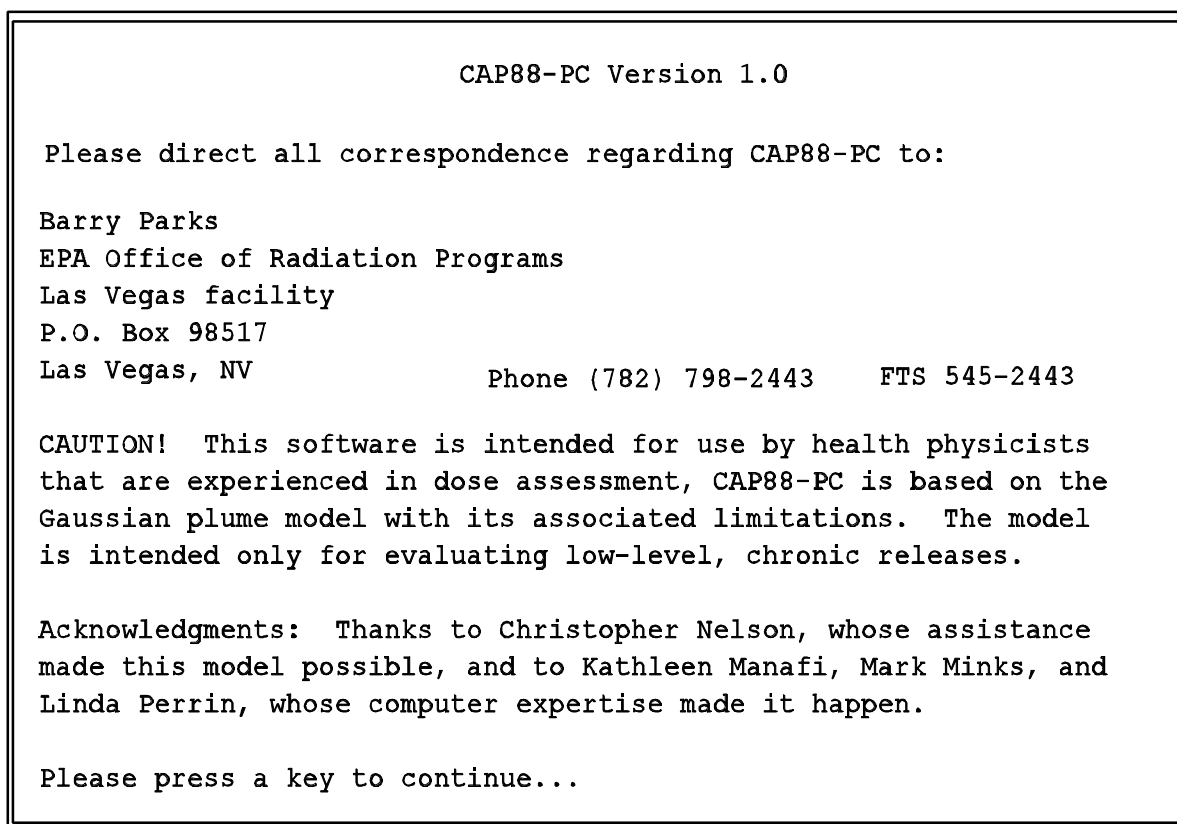 CAP88-PC Version 1.0
Please direct all correspondence regarding CAP88-PC to:
Barry Parks
EPA Office of Radiation Programs
Las Vegas facility
P.O. Box 98517
Las Vegas, NV Phone (782) 798-2443 FTS 545-2443
CAUTION! This software is intended for use by health physicists
that are experienced in dose assessment, CAP88-PC is based on the
Gaussian plume model with its associated limitations. The model
is intended only for evaluating low-level, chronic releases.
Acknowledgments: Thanks to Christopher Nelson, whose assistance
made this model possible, and to Kathleen Manafi, Mark Minks, and
Linda Perrin, whose computer expertise made it happen.
Please press a key to continue...